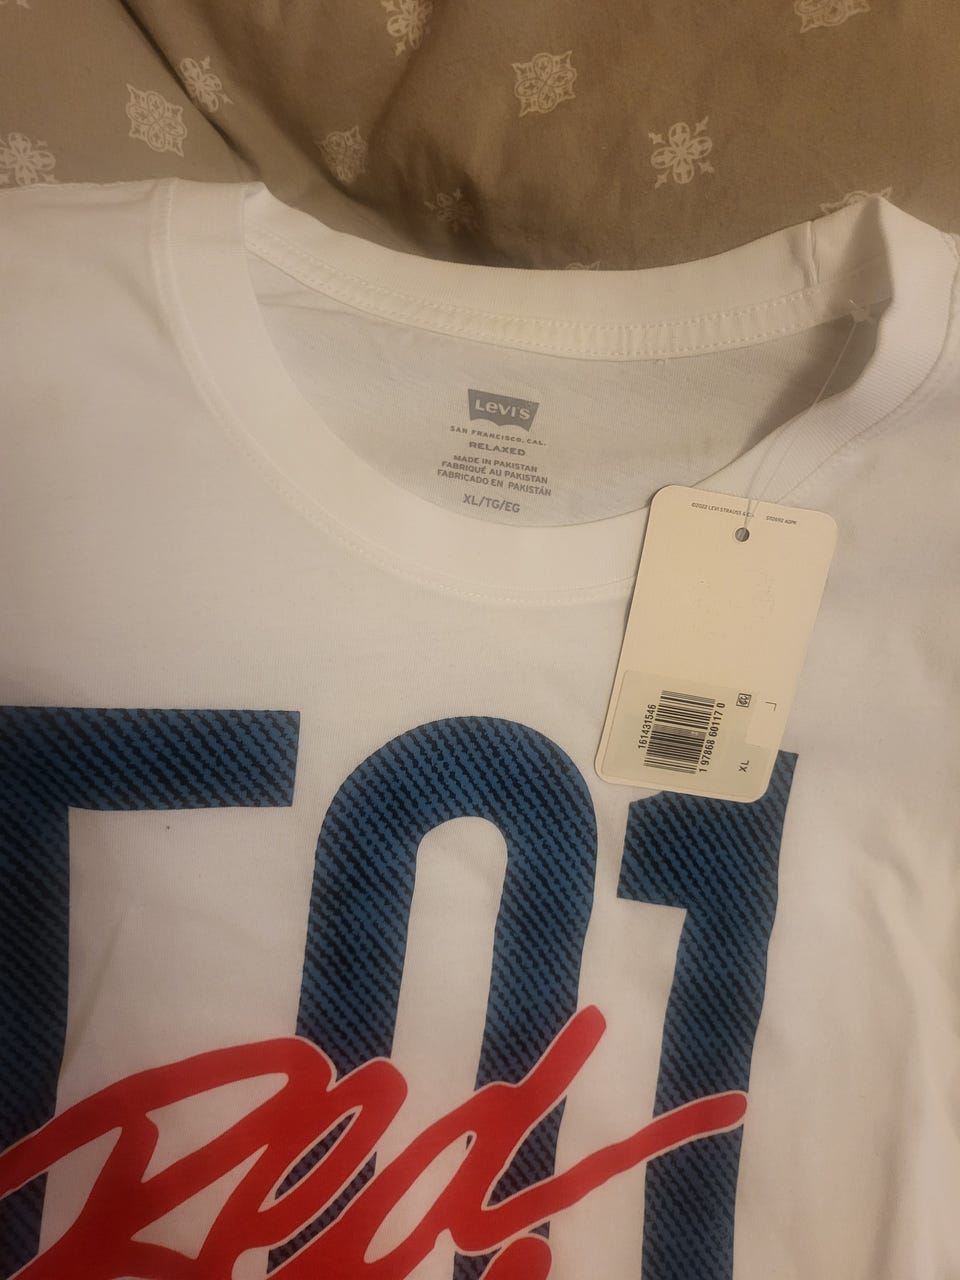 Levi's
SAN FRANCISCO, CAL.
RELAXED
MADE IN PAKISTAN
FABRIQUÉ AU PAKISTAN
FABRICADO EN PAKISTÁN
XL/TG/EG
©2022 LEVI STRAUSS & CO.
161431546
1 97868 60117 0
XL
501
Red